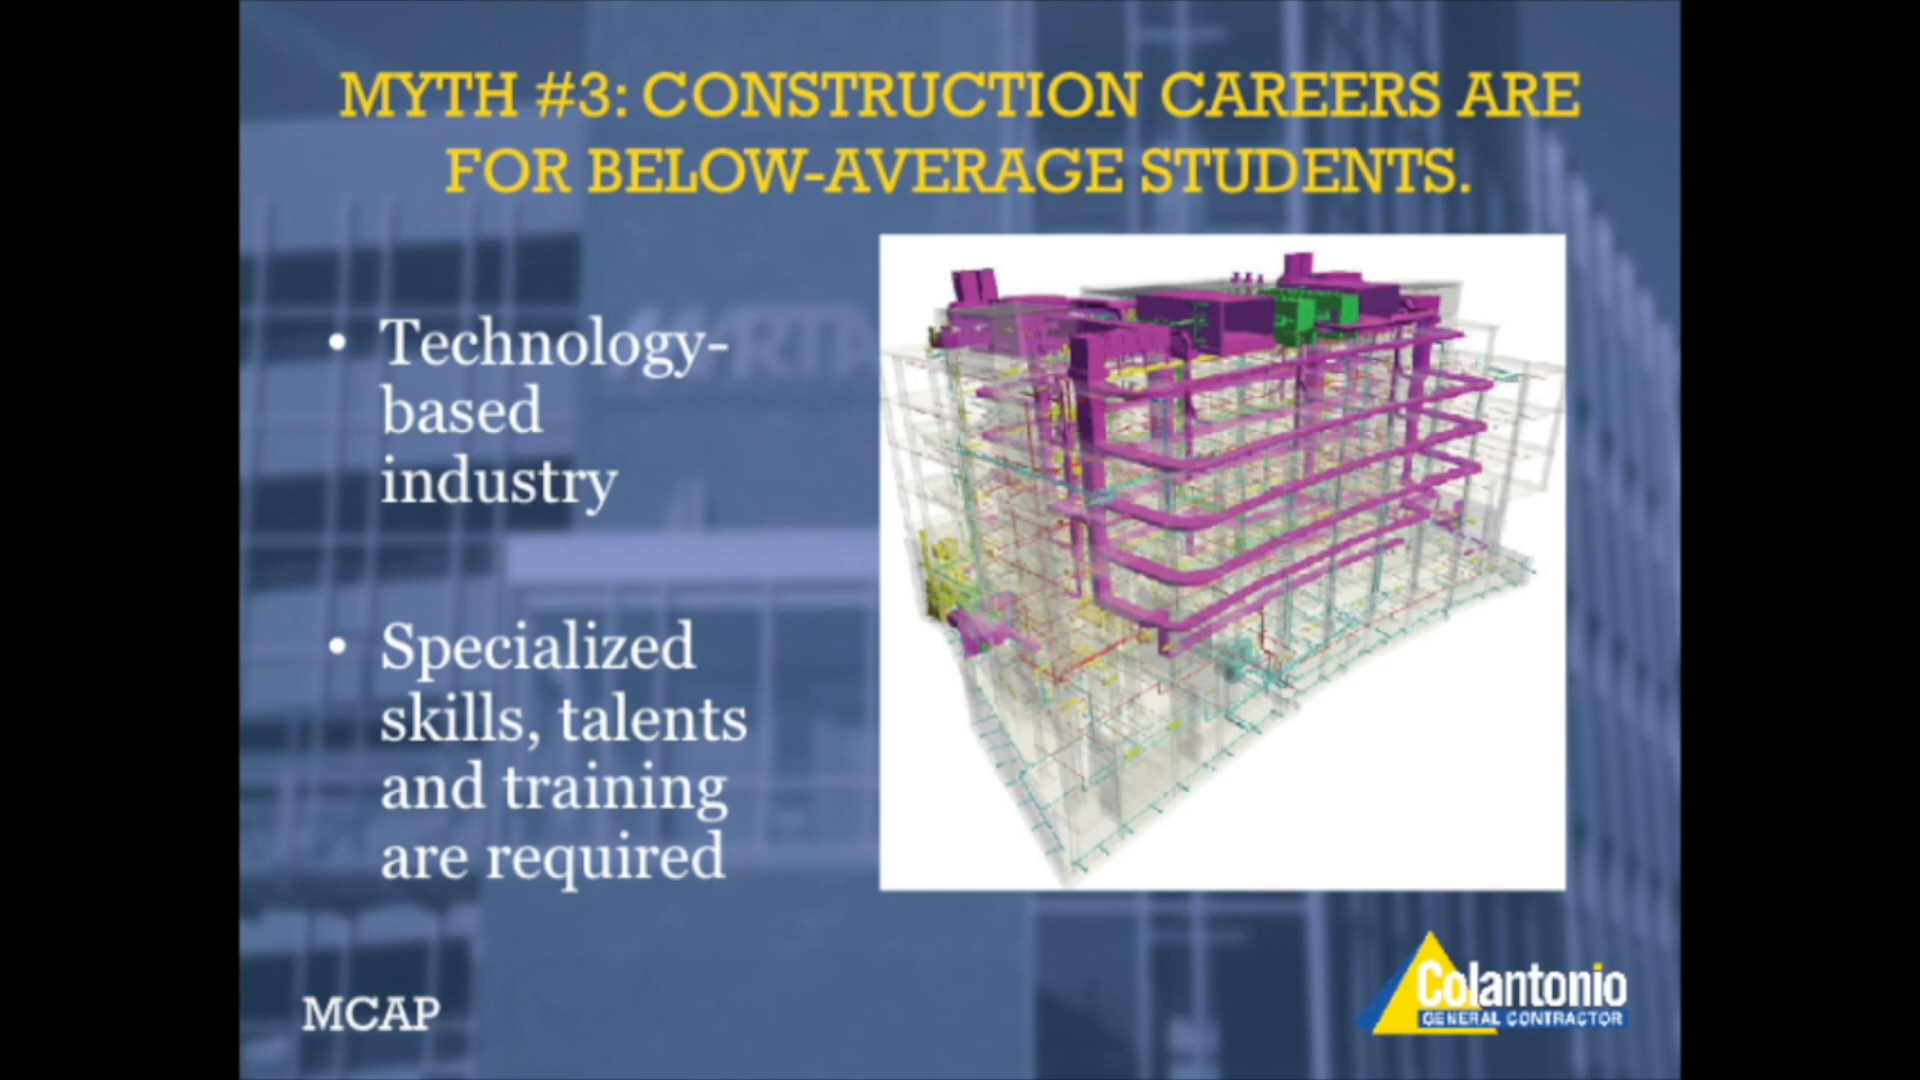 MYTH #3: CONSTRUCTION CAREERS ARE
FOR BELOW-AVERAGE STUDENTS.
• Technology-
based
industry
• Specialized
skills, talents
and training
are required
MCAP
Colantonio
GENERAL CONTRACTOR